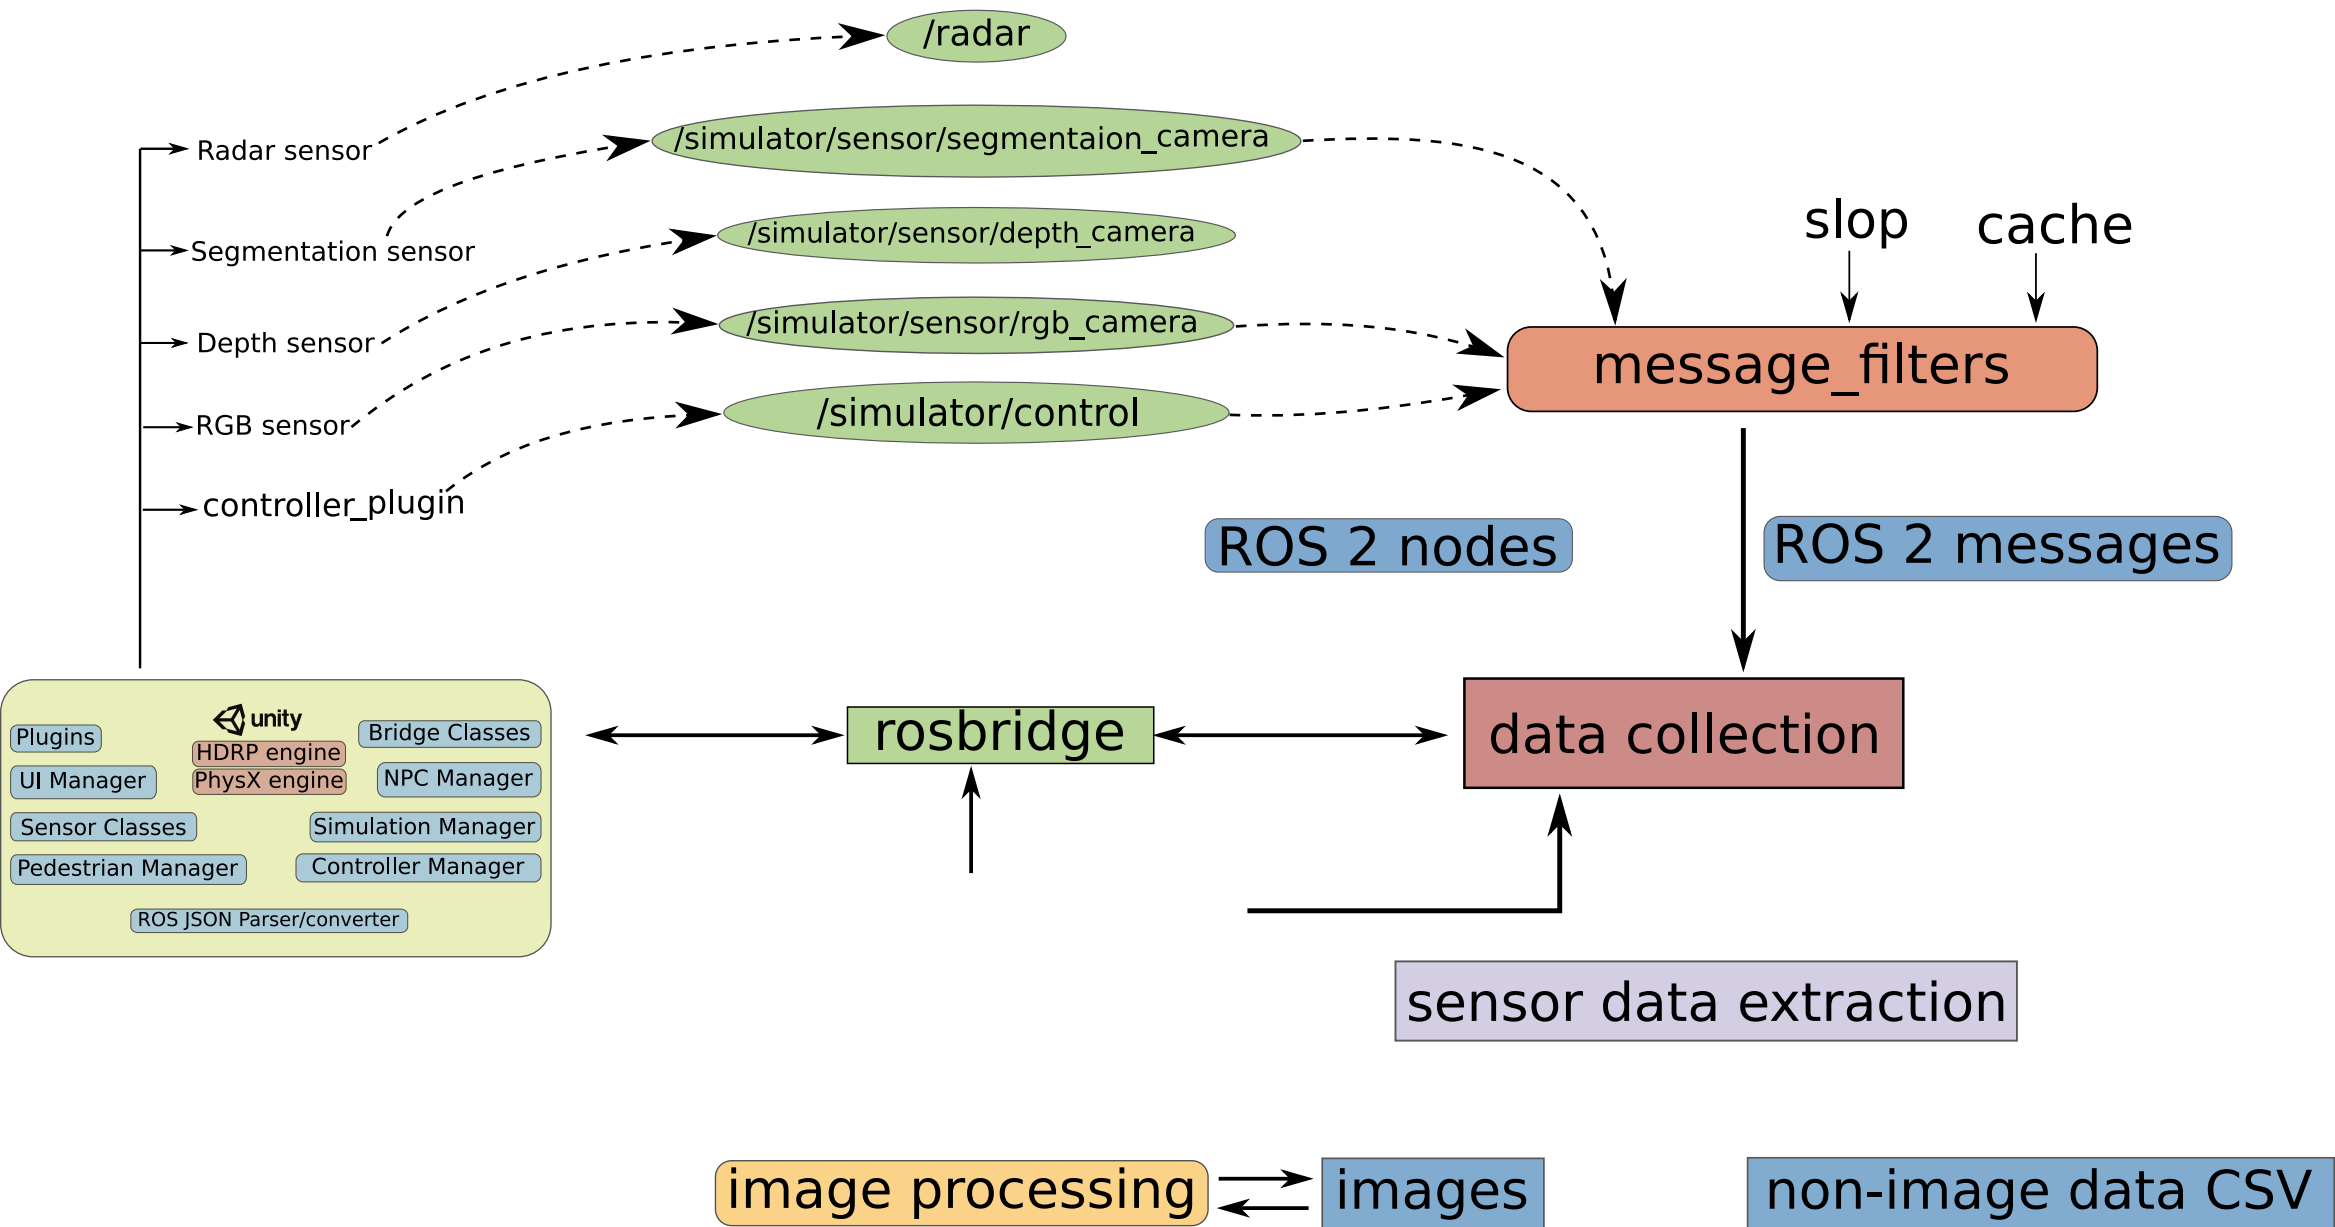 /radar
/simulator/sensor/segmentaion_camera
Radar sensor
slop
cache
/simulator/sensor/depth_camera
Segmentation sensor
/simulator/sensor/rgb_camera
Depth sensor
message_filters
/simulator/control
RGB sensor
controller_plugin
ROS 2 nodes
ROS 2 messages
unity
Plugins
HDRP engine
Bridge Classes
UI Manager
PhysX engine
NPC Manager
Sensor Classes
Simulation Manager
Pedestrian Manager
Controller Manager
ROS JSON Parser/converter
rosbridge
data collection
sensor data extraction
image processing
images
non-image data CSV